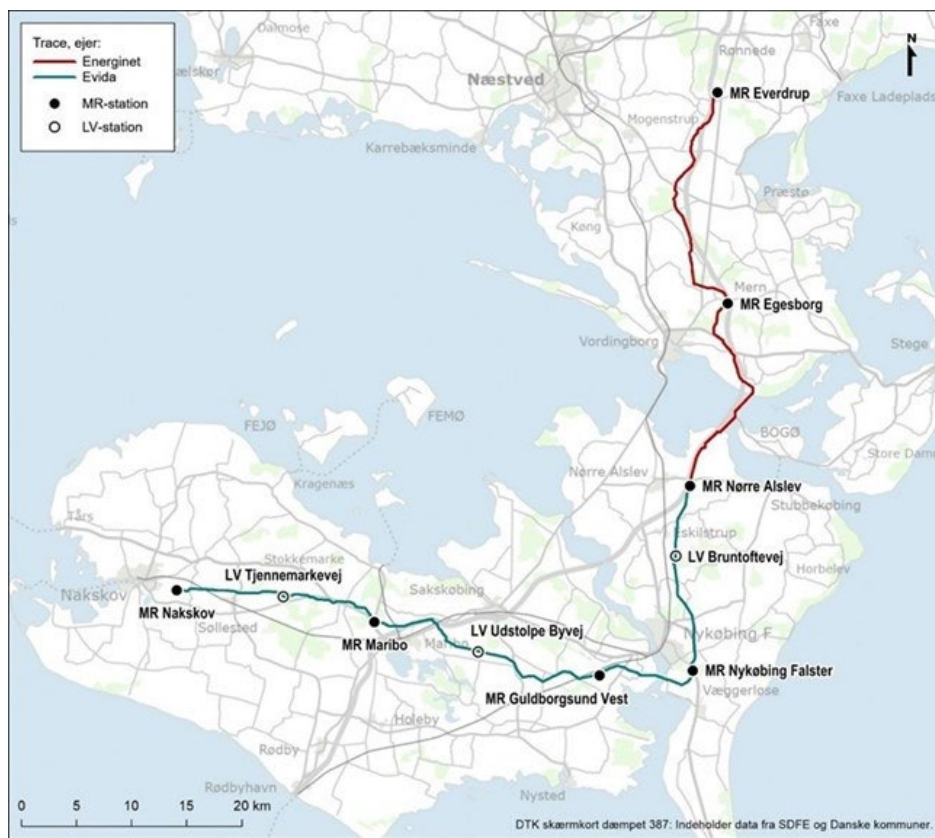 Trace, ejer:
Energinet
Evida
MR-station
LV-station
Dalmose
Rønnede
Faxe
N
Næstved
MR Everdrup
Faxe Ladeplads
Mogenstrup
Karrebæksminde
Præstø
Køng
Mern
MR Egesborg
Vordingborg
Stege
FEJØ
FEMØ
BOGØ
Store Dam
Kragenæs
Nørre Alslev
MR Nørre Alslev
Stubbekøbing
Tårs
Eskilstrup
Stokkemarke
LV Bruntoftevej
Horbelev
LV Tjennemarkevej
Sakskøbing
Nakskov
MR Nakskov
Søllested
LV Udstolpe Byvej
Nykøbing F
MR Maribo
Maribo
MR Nykøbing Falster
MR Guldborgsund Vest
Væggerløse
Holeby
Rødby
Rødbyhavn
Nysted
0 5 10 15 20 km
DTK skærmkort dæmpet 387: Indeholder data fra SDFE og Danske kommuner.